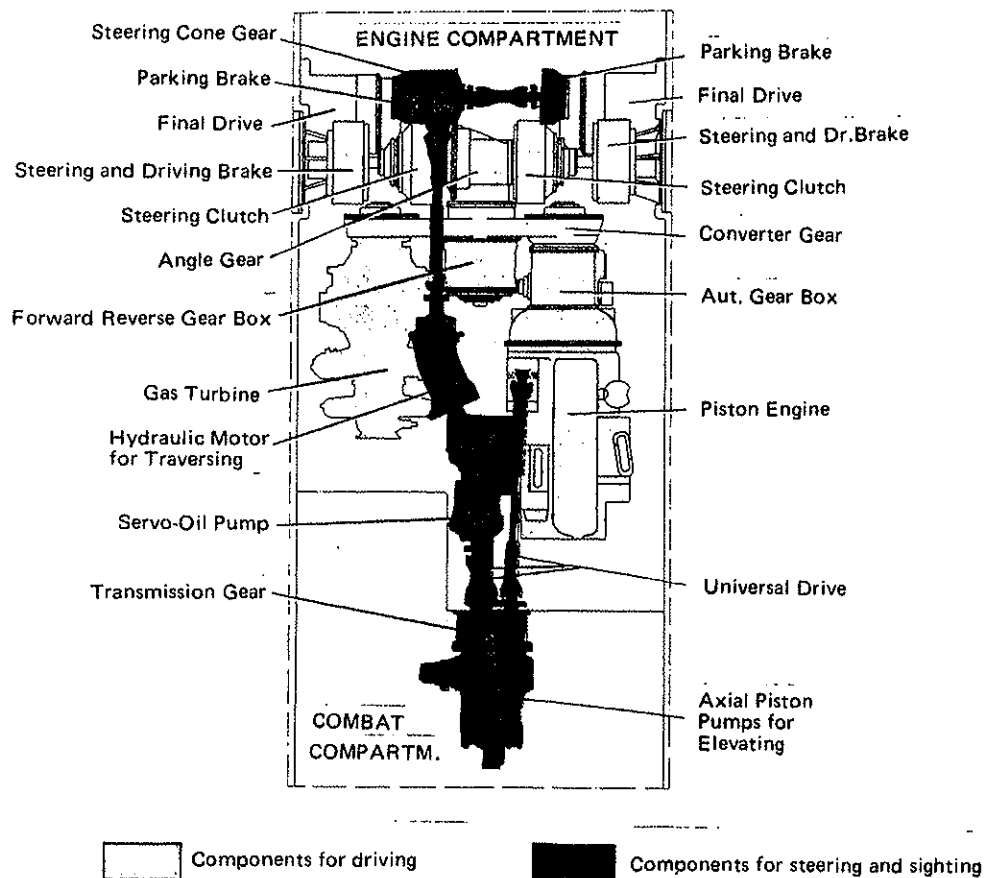 ENGINE COMPARTMENT
Steering Cone Gear
Parking Brake
Final Drive
Steering and Driving Brake
Steering Clutch
Angle Gear
Forward Reverse Gear Box
Gas Turbine
Hydraulic Motor
for Traversing
Servo-Oil Pump
Transmission Gear
Parking Brake
Final Drive
Steering and Dr.Brake
Steering Clutch
Converter Gear
Aut. Gear Box
Piston Engine
Universal Drive
Axial Piston
Pumps for
Elevating
COMBAT
COMPARTM.
Components for driving
Components for steering and sighting